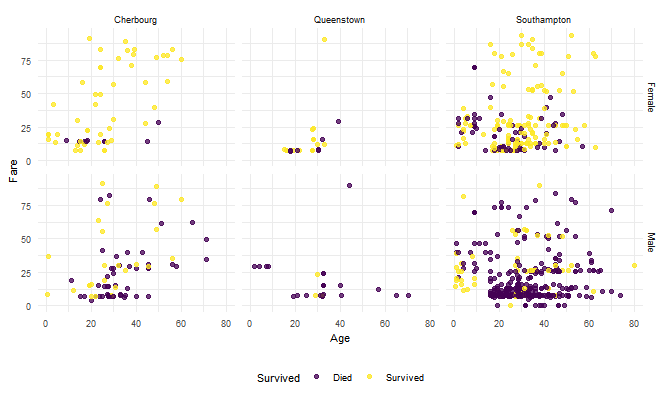 Cherbourg Queenstown Southampton
75
50
25
0
Female
75
50
25
0
Male
Fare
0 20 40 60 80 0 20 40 60 80 0 20 40 60 80
Age
Survived Died Survived